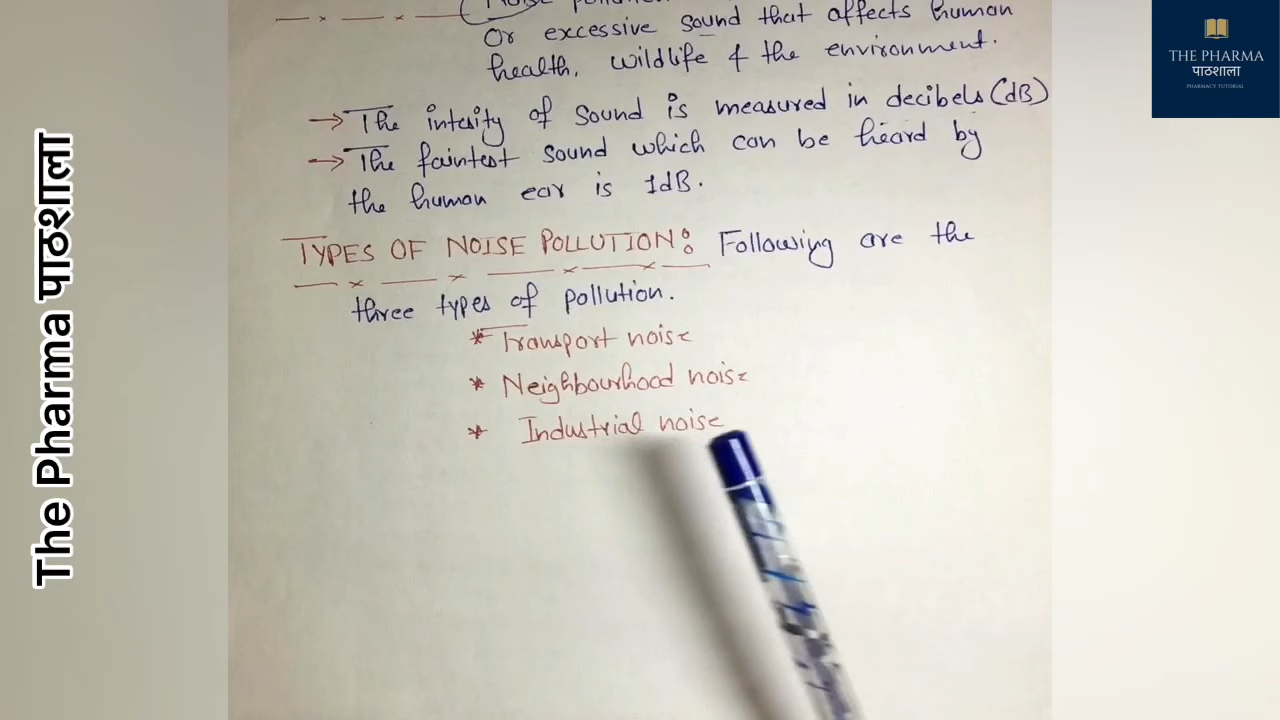 Or excessive sound that affects human
health, wildlife & the environment.
→ The intesity of sound is measured in decibels (dB)
→ The faintest sound which can be heard by
the human ear is 1dB.
TYPES OF NOISE POLLUTION: Following are the
three types of pollution.
* Transport noise
* Neighbourhood noise
* Industrial noise
The Pharma पाठशाला
THE PHARMA
पाठशाला
PHARMACY TUTORIAL